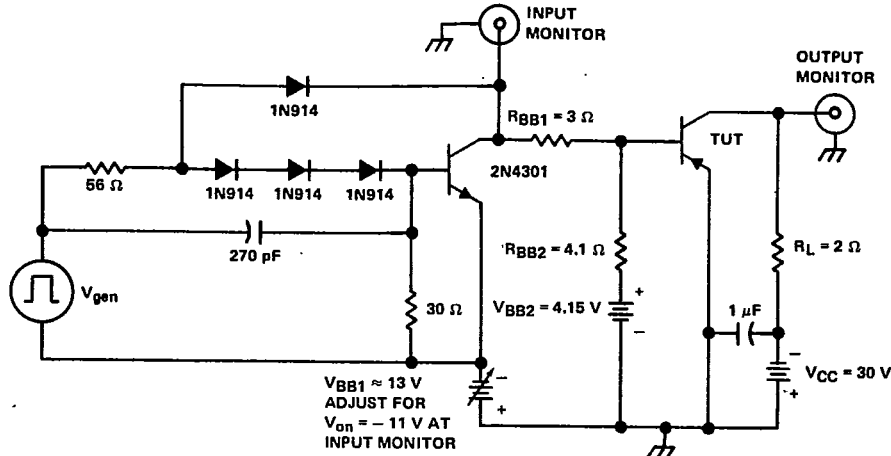 INPUT
MONITOR
OUTPUT
MONITOR
1N914
RBB1 = 3 Ω
TUT
2N4301
56 Ω
1N914
1N914
1N914
270 pF
RBB2 = 4.1 Ω
RL = 2 Ω
Vgen
30 Ω
+
VBB2 = 4.15 V
−
1 μF
−
VCC = 30 V
+
VBB1 ≈ 13 V
ADJUST FOR
Von = − 11 V AT
INPUT MONITOR
−
+